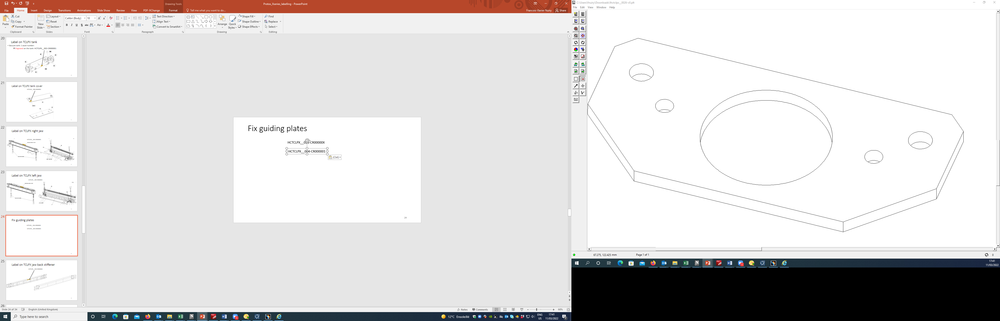 Drawing Tools
Protos_Xseries_labelling - PowerPoint
File Home Insert Design Transitions Animations Slide Show Review View PDF-XChange Format Tell me what you want to do...
Francois-Xavier Nuiry Share
Paste Cut Copy Format Painter
Clipboard
New Slide Layout Reset Section
Slides
Calibri (Body) 18
B I U S abc AV Aa A
Font
Paragraph
Text Direction
Align Text
Convert to SmartArt
Arrange Quick Styles
Shape Fill
Shape Outline
Shape Effects
Drawing
Find
Replace
Select
Editing
20
Label on TCLPX tank
• Vacuum tank: 1 asset number:
Engraved on the tank: HCTCLPX__002-CR000001
21
Label on TCLPX tank cover
22
Label on TCLPX right jaw
23
Label on TCLPX left jaw
24
Fix guiding plates
25
Label on TCLPX jaw back stiffener
26
Fix guiding plates
HCTCLPX__004-CR000001
(Ctrl)
24
Slide 24 of 34 English (United Kingdom)
Notes Comments 66%
Type here to search
12°C Ensoleillé
ENG
US
17:41
11/03/2022
2
C:\Users\fnuiry\Downloads\lhctclpx__0026-v0.plt
File Edit View Window Help
67.275, 122.425 mm Page 1 of 1 0
17:41
11/03/2022